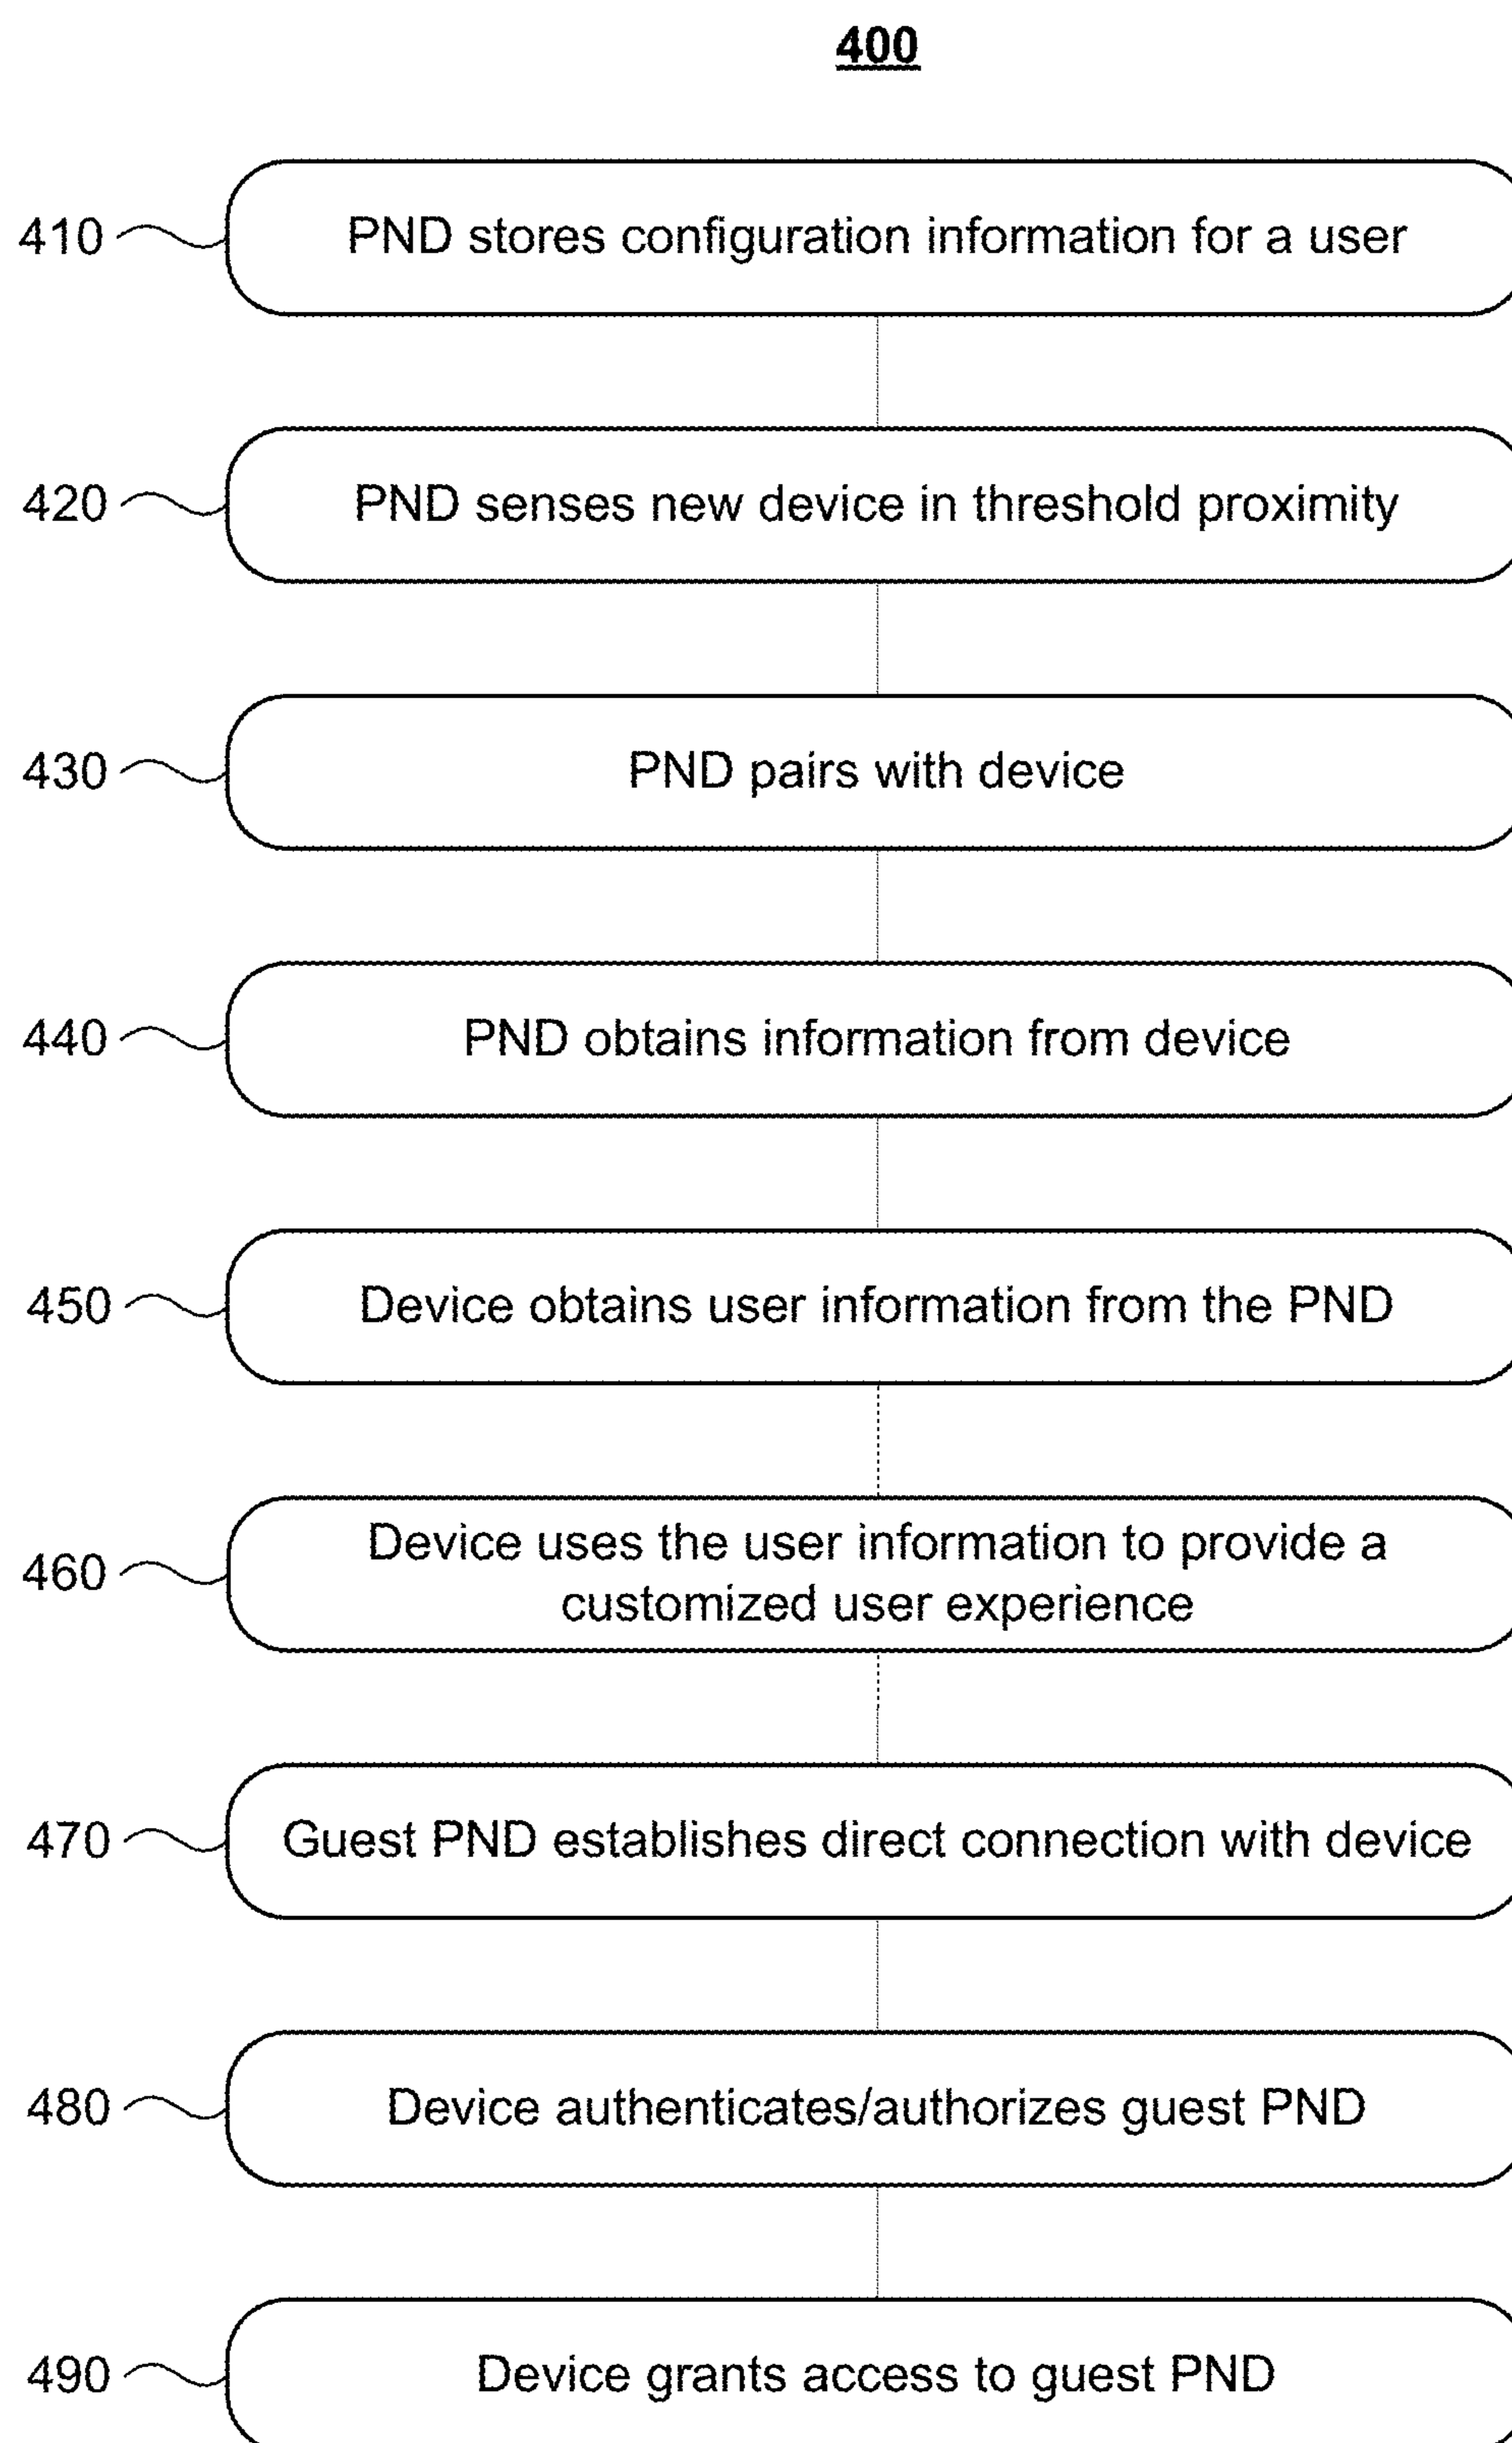 400
410 PND stores configuration information for a user
420 PND senses new device in threshold proximity
430 PND pairs with device
440 PND obtains information from device
450 Device obtains user information from the PND
460 Device uses the user information to provide a
customized user experience
470 Guest PND establishes direct connection with device
480 Device authenticates/authorizes guest PND
490 Device grants access to guest PND